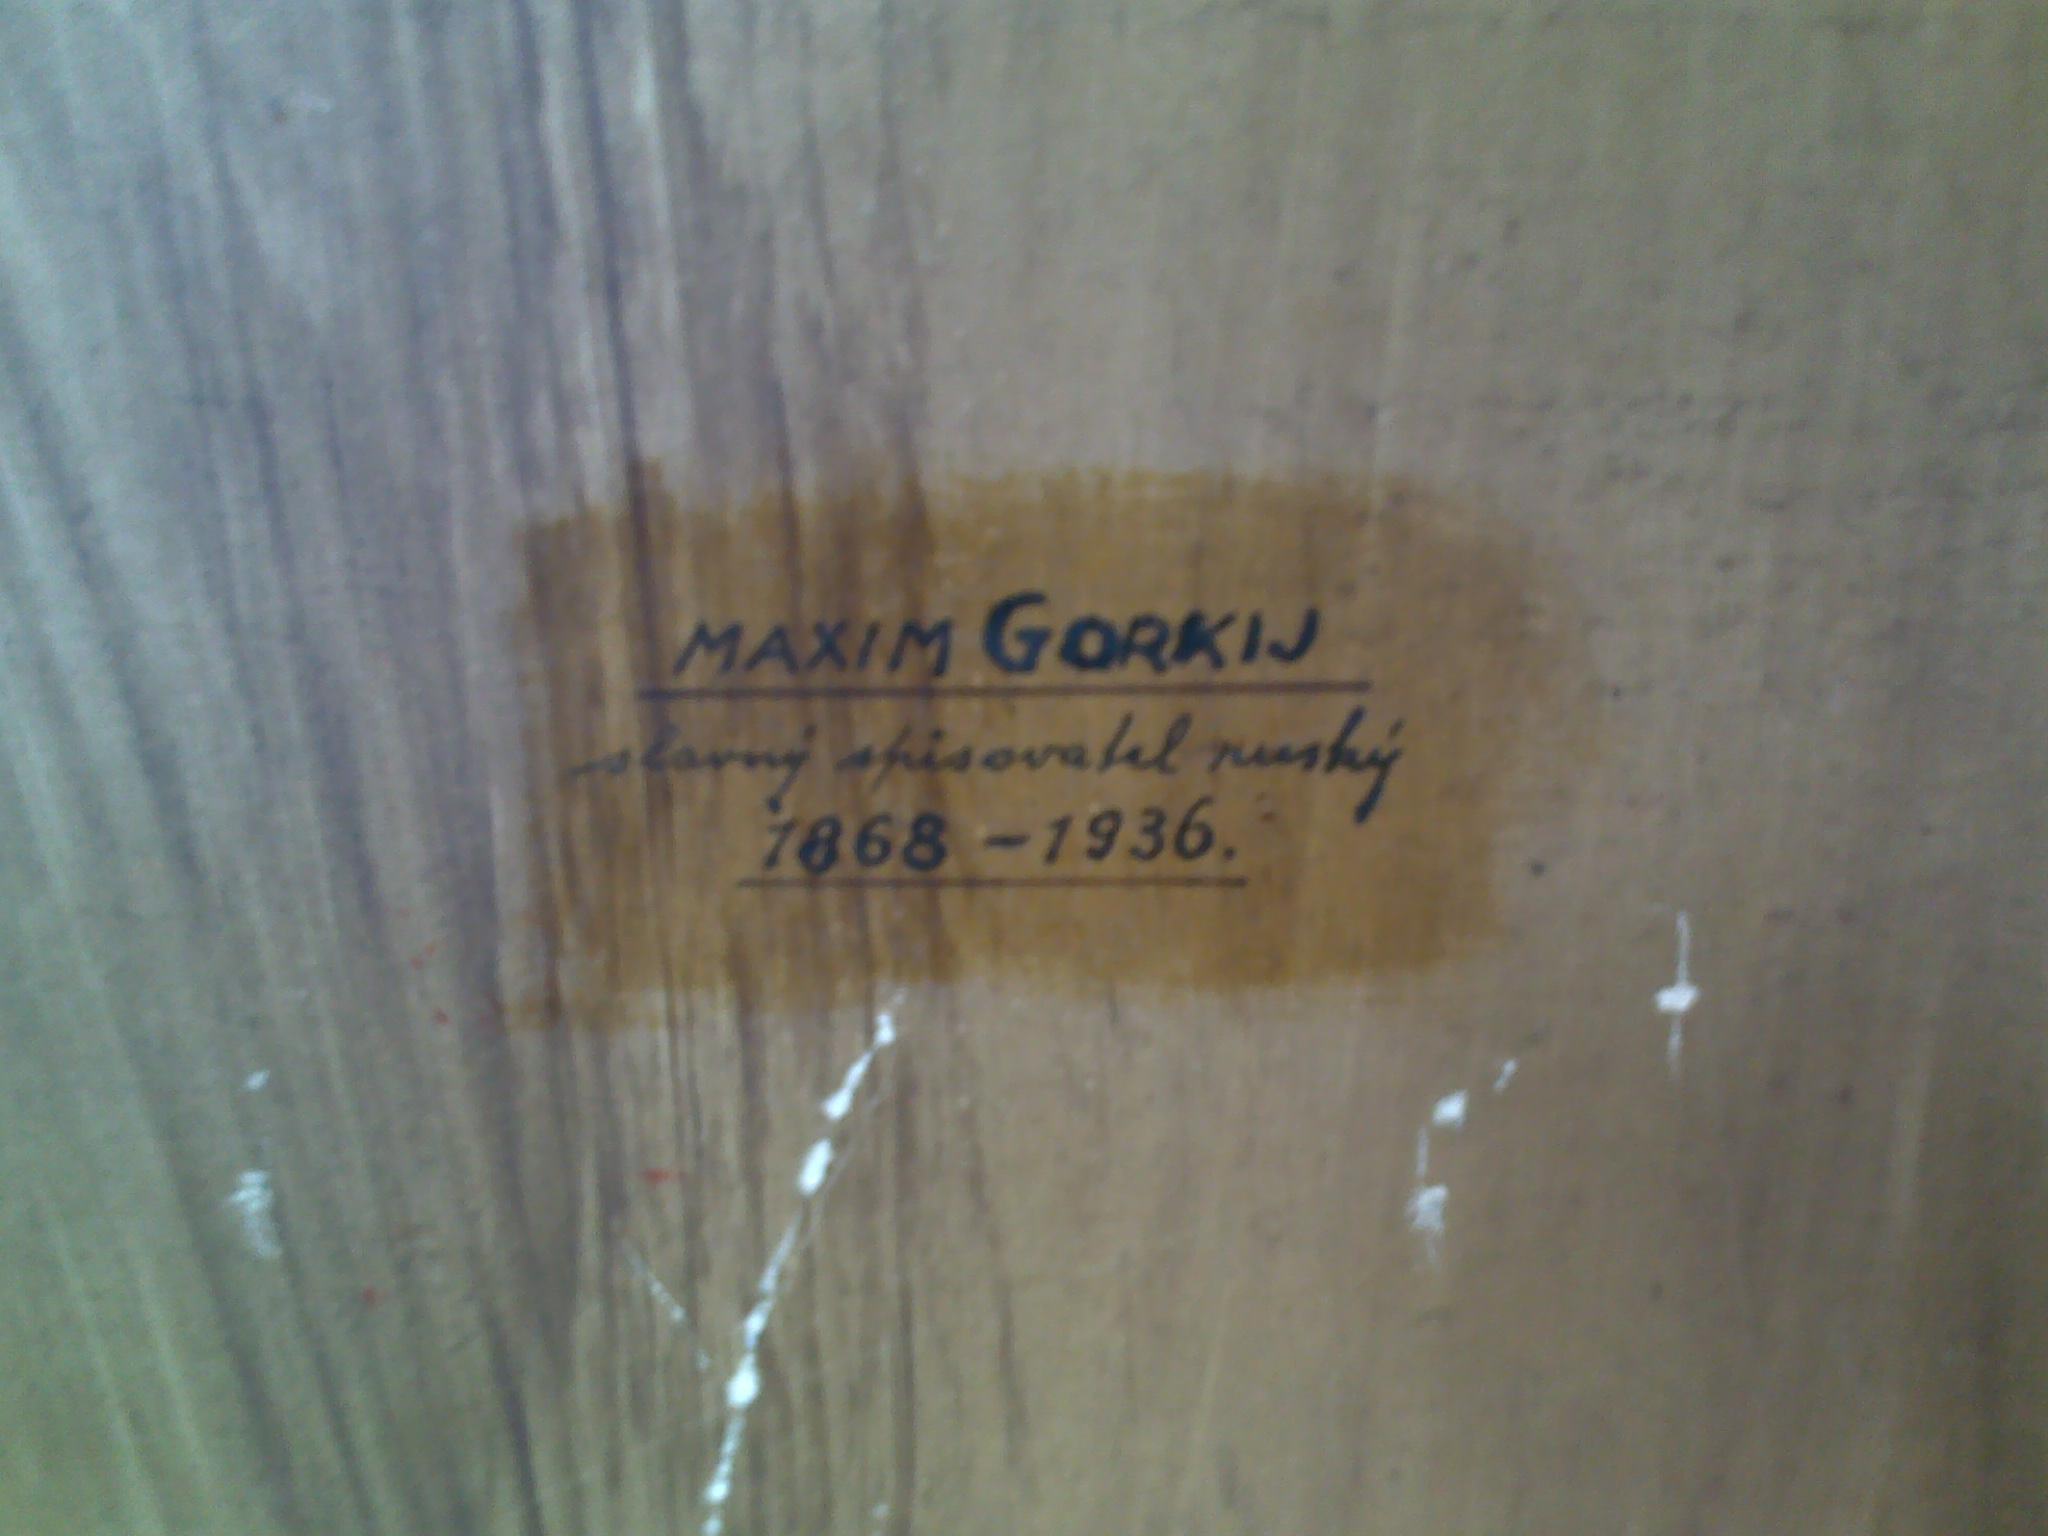 MAXIM GORKIJ
slavný spisovatel ruský
1868 - 1936.